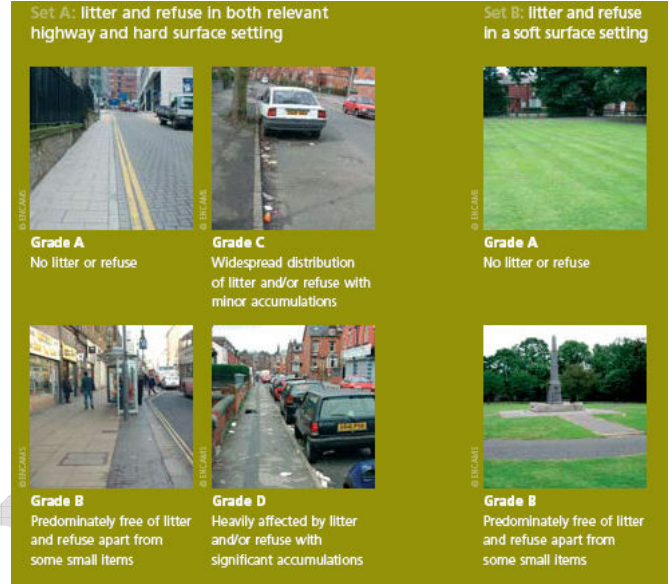 Set A: litter and refuse in both relevant
highway and hard surface setting
© ENCAMS
Grade A
No litter or refuse
Grade C
Widespread distribution
of litter and/or refuse with
minor accumulations
© ENCAMS
Grade B
Predominately free of litter
and refuse apart from
some small items
© ENCAMS
Grade D
Heavily affected by litter
and/or refuse with
significant accumulations
Set B: litter and refuse
in a soft surface setting
© ENCAMS
Grade A
No litter or refuse
© ENCAMS
Grade B
Predominately free of litter
and refuse apart from
some small items